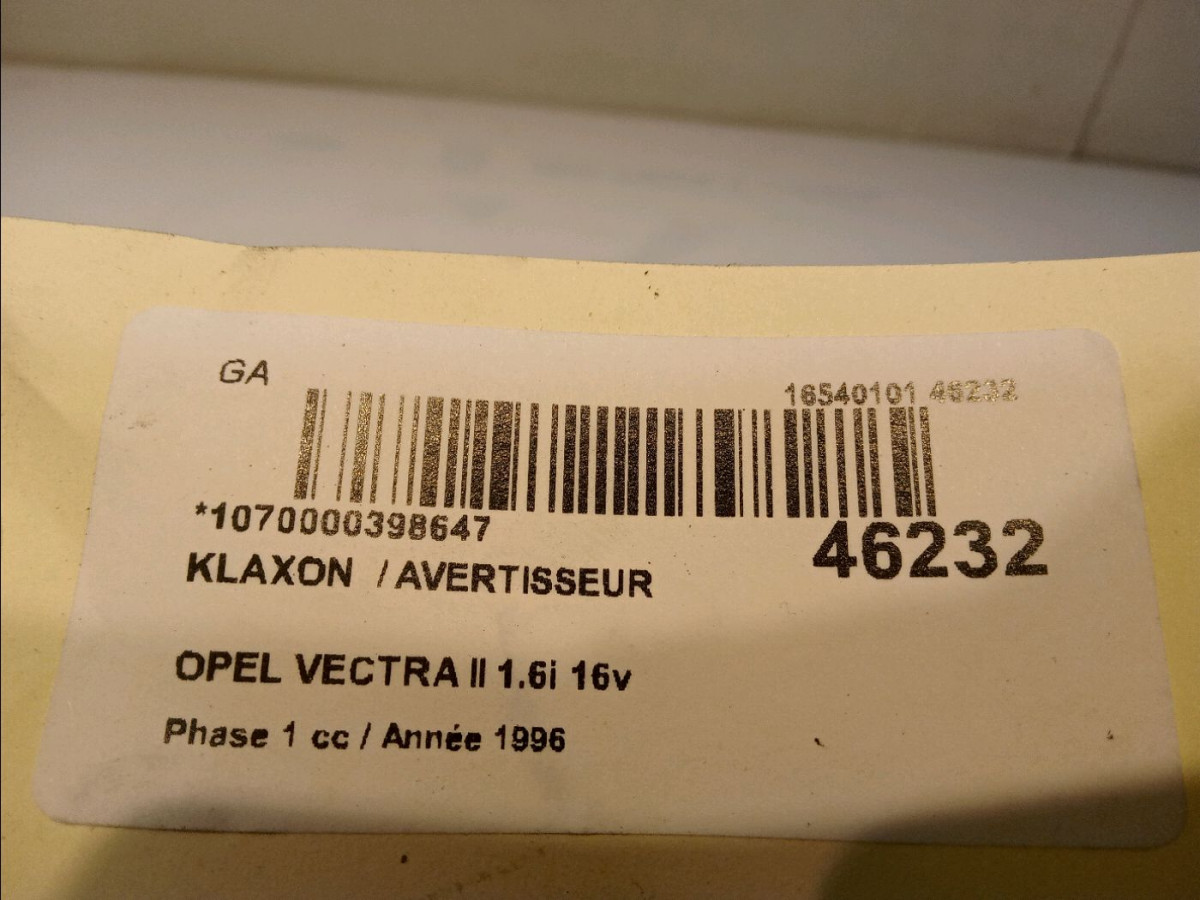 GA
16540101 46232
*1070000398647
46232
KLAXON / AVERTISSEUR
OPEL VECTRA II 1.6i 16v
Phase 1 cc / Année 1996